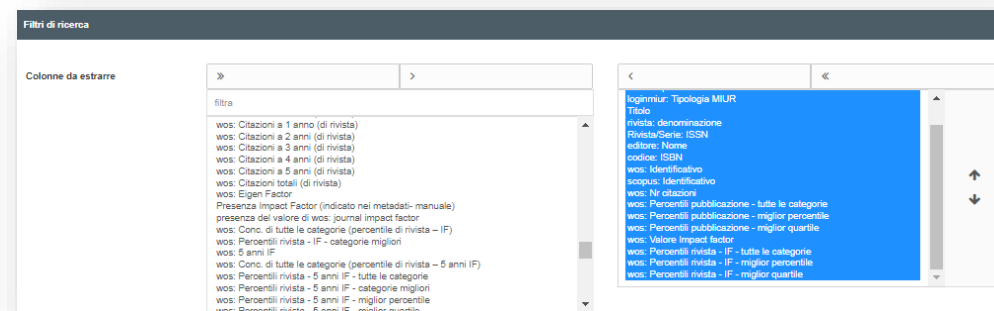 Filtri di ricerca
Colonne da estrarre
»
>
<
«
filtra
wos: Citazioni a 1 anno (di rivista)
wos: Citazioni a 2 anni (di rivista)
wos: Citazioni a 3 anni (di rivista)
wos: Citazioni a 4 anni (di rivista)
wos: Citazioni a 5 anni (di rivista)
wos: Citazioni totali (di rivista)
wos: Eigen Factor
Presenza Impact Factor (indicato nei metadati- manuale)
presenza del valore di wos: journal impact factor
wos: Conc. di tutte le categorie (percentile di rivista – IF)
wos: Percentili rivista - IF - categorie migliori
wos: 5 anni IF
wos: Conc. di tutte le categorie (percentile di rivista – 5 anni IF)
wos: Percentili rivista - 5 anni IF - tutte le categorie
wos: Percentili rivista - 5 anni IF - categorie migliori
wos: Percentili rivista - 5 anni IF - miglior percentile
wos: Percentili rivista - 5 anni IF - miglior quartile
loginmiur: Tipologia MIUR
Titolo
rivista: denominazione
Rivista/Serie: ISSN
editore: Nome
codice: ISBN
wos: Identificativo
scopus: Identificativo
wos: Nr citazioni
wos: Percentili pubblicazione - tutte le categorie
wos: Percentili pubblicazione - miglior percentile
wos: Percentili pubblicazione - miglior quartile
wos: Valore Impact factor
wos: Percentili rivista - IF - tutte le categorie
wos: Percentili rivista - IF - miglior percentile
wos: Percentili rivista - IF - miglior quartile